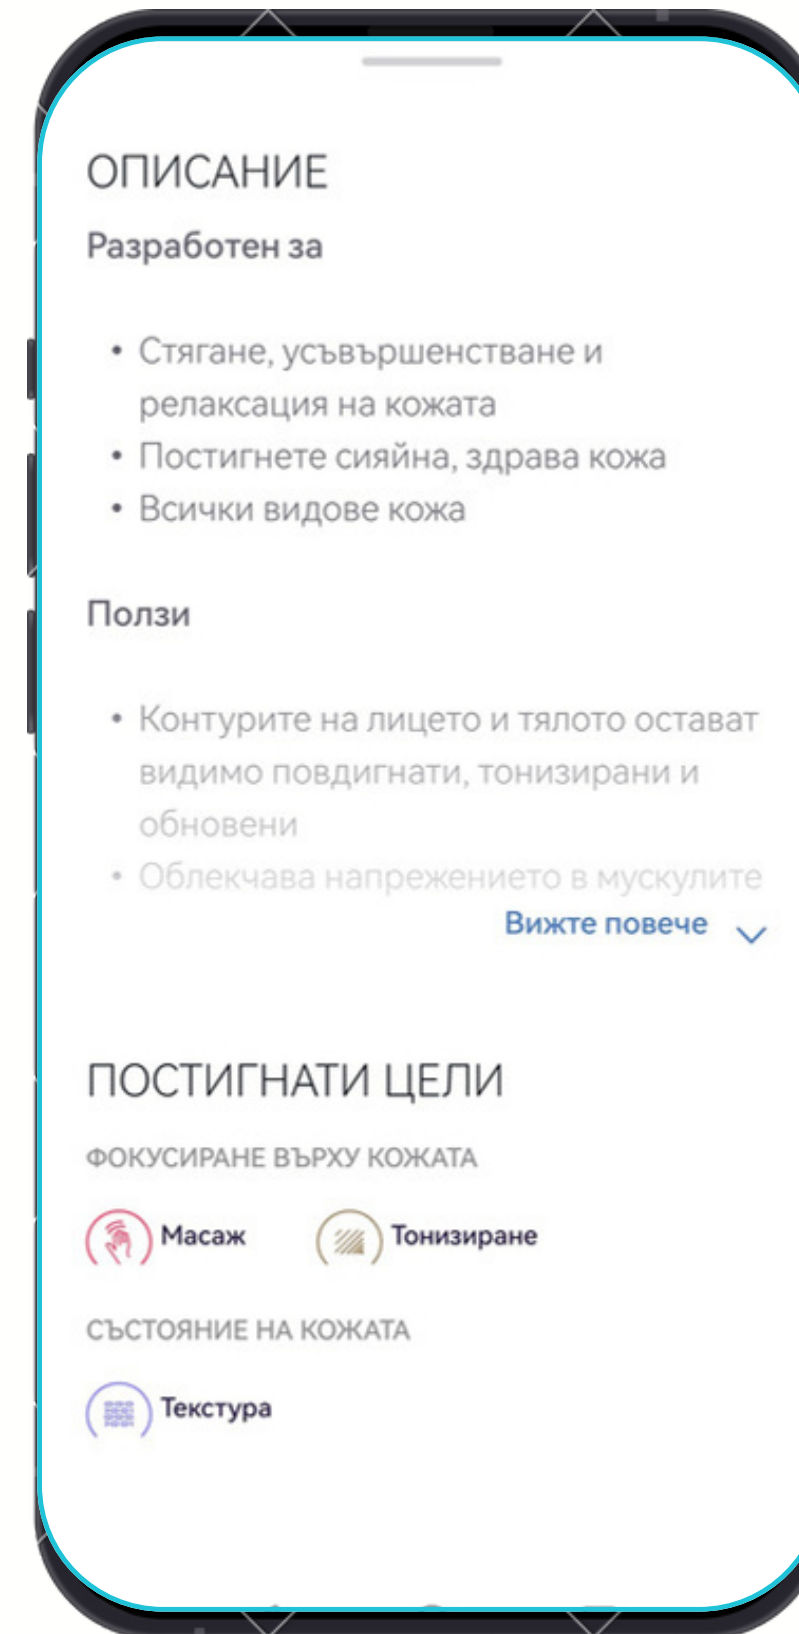 ОПИСАНИЕ
Разработен за
• Стягане, усъвършенстване и
релаксация на кожата
• Постигнете сияйна, здрава кожа
• Всички видове кожа
Ползи
• Контурите на лицето и тялото остават
видимо повдигнати, тонизирани и
обновени
• Облекчава напрежението в мускулите
Вижте повече
ПОСТИГНАТИ ЦЕЛИ
ФОКУСИРАНЕ ВЪРХУ КОЖАТА
Масаж Тонизиране
СЪСТОЯНИЕ НА КОЖАТА
Текстура